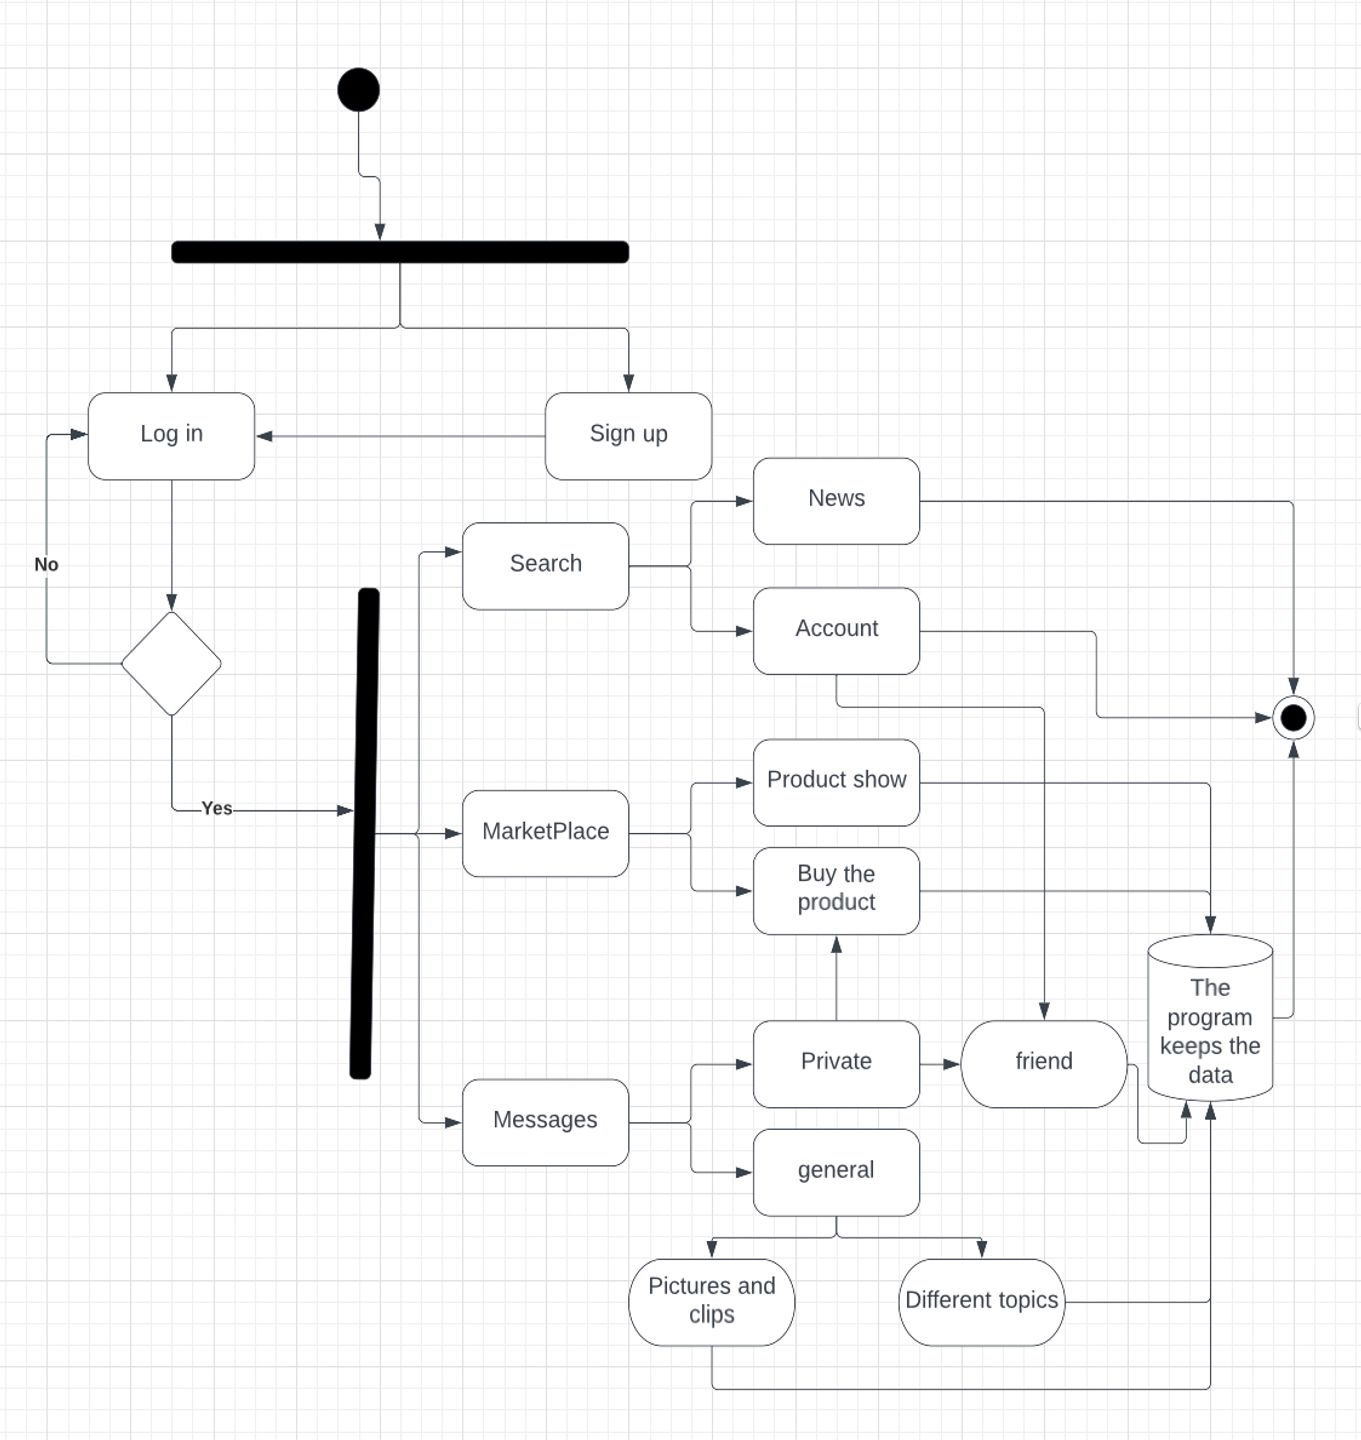 Log in
Sign up
News
Search
No
Account
Product show
Yes
MarketPlace
Buy the
product
The
program
keeps the
data
Private
friend
Messages
general
Pictures and
clips
Different topics